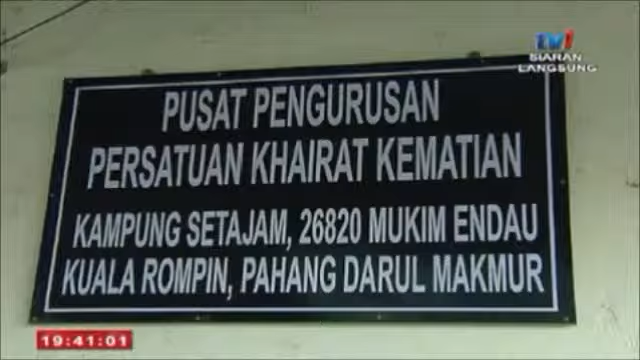 TV1
SIARAN
LANGSUNG
PUSAT PENGURUSAN
PERSATUAN KHAIRAT KEMATIAN
KAMPUNG SETAJAM, 26820 MUKIM ENDAU
KUALA ROMPIN, PAHANG DARUL MAKMUR
19:41:01